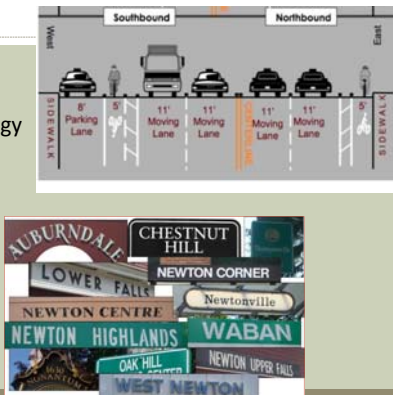 Southbound
Northbound
West
East
SIDEWALK
8'
Parking
Lane
5'
11'
Moving
Lane
11'
Moving
Lane
CENTERLINE
11'
Moving
Lane
11'
Moving
Lane
5'
SIDEWALK
gy
AUBURNDALE
CHESTNUT
HILL
LOWER FALLS
NEWTON CORNER
NEWTON CENTRE
Newtonville
NEWTON HIGHLANDS
WABAN
OAK HILL
NEWTON UPPER FALLS
NONANTUM
WEST NEWTON